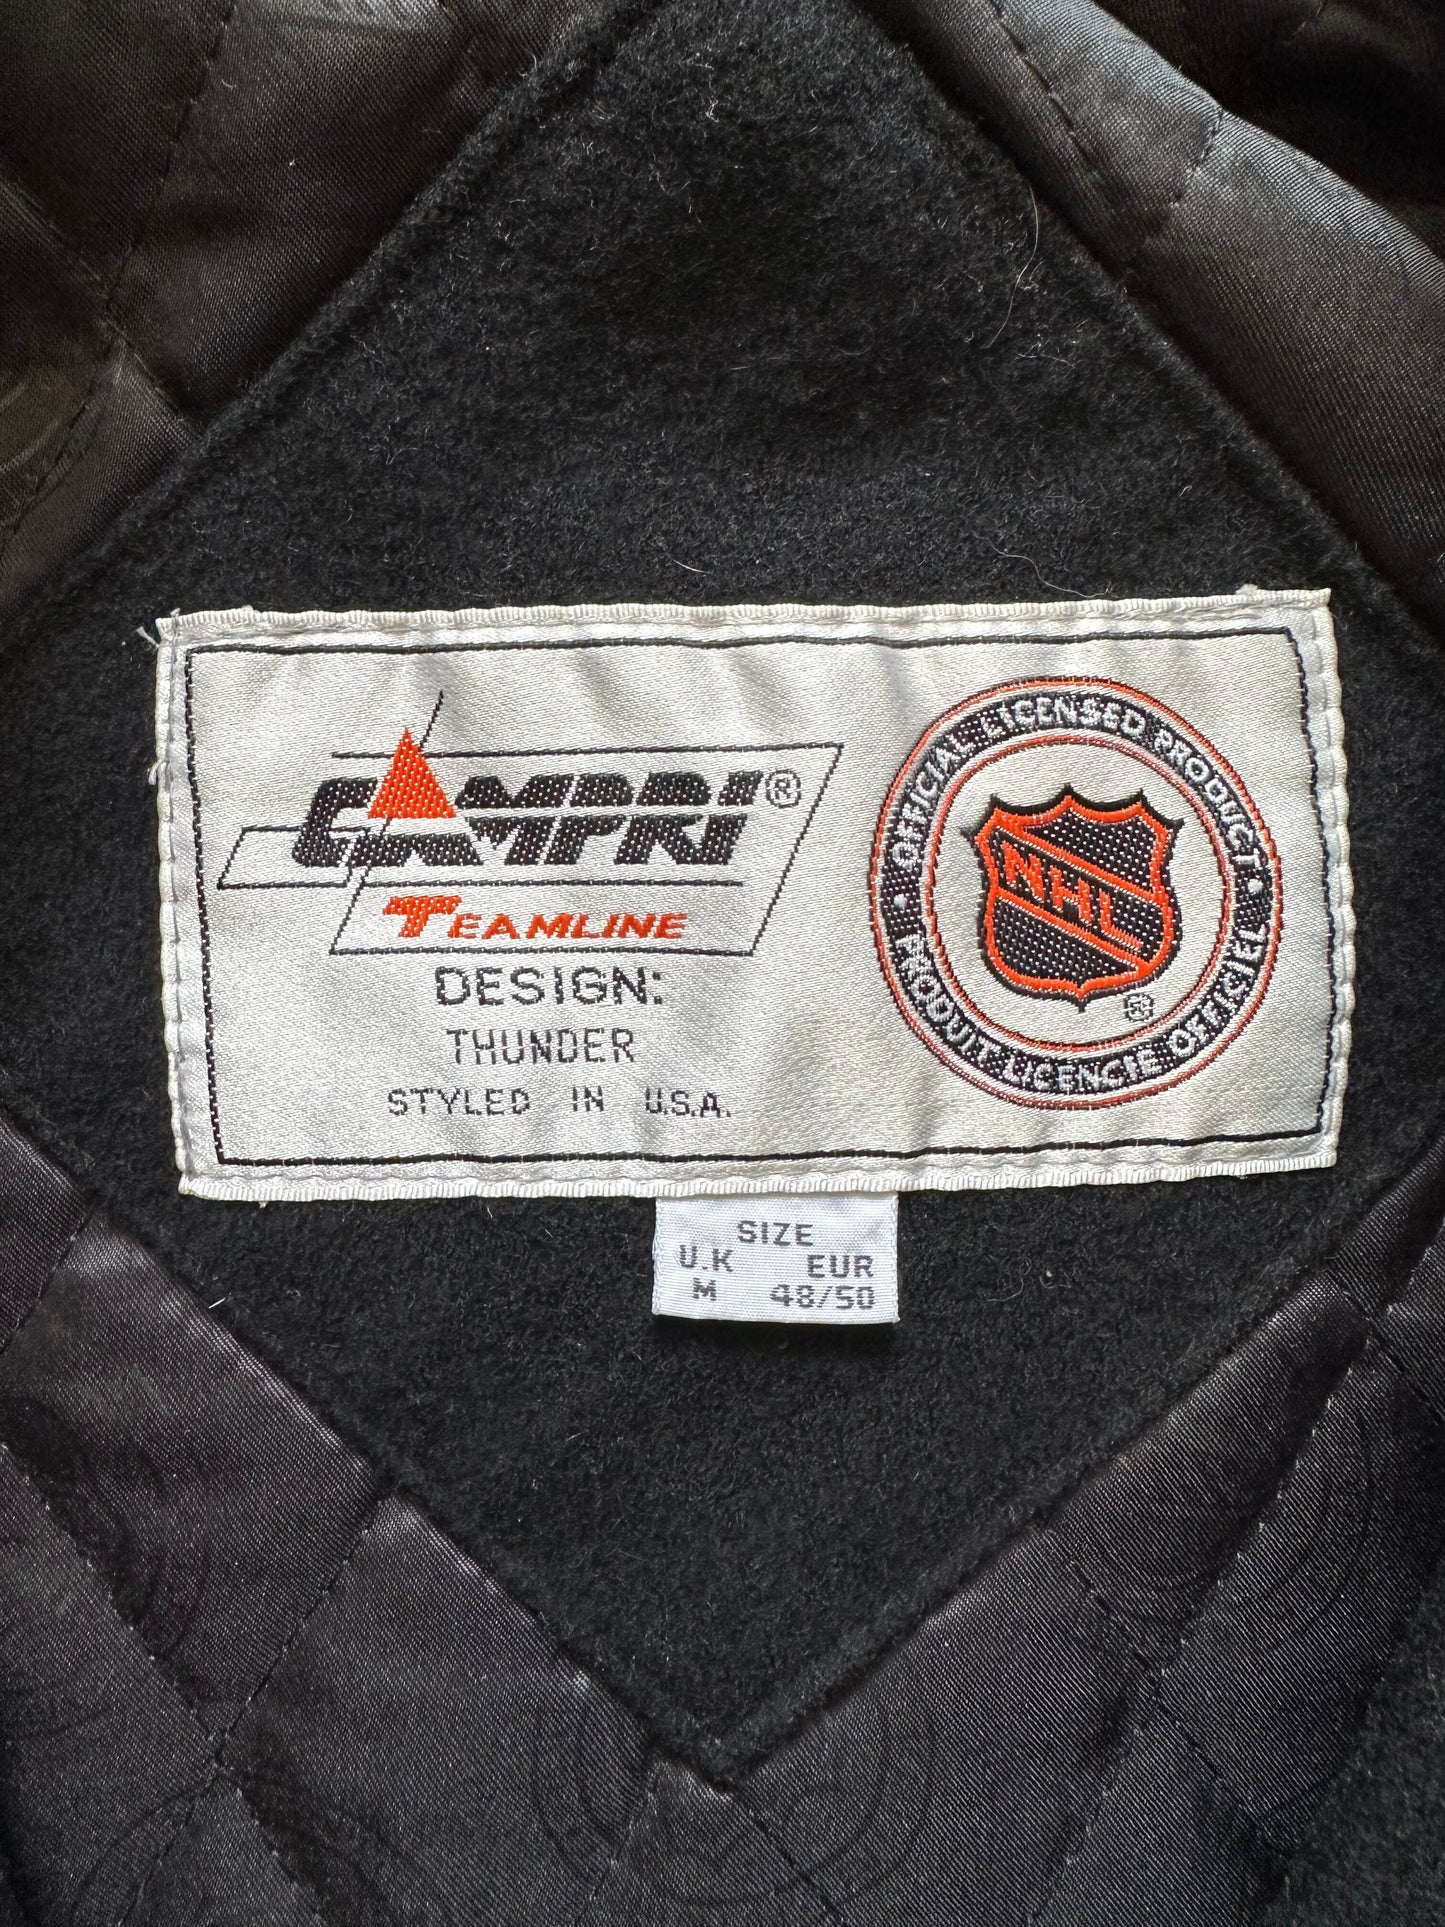 CAMPRI®
TEAMLINE
DESIGN:
THUNDER
STYLED IN U.S.A.
• OFFICIAL LICENSED PRODUCT •
NHL
®
PRODUIT LICENCIE OFFICIEL
SIZE
U.K EUR
M 48/50